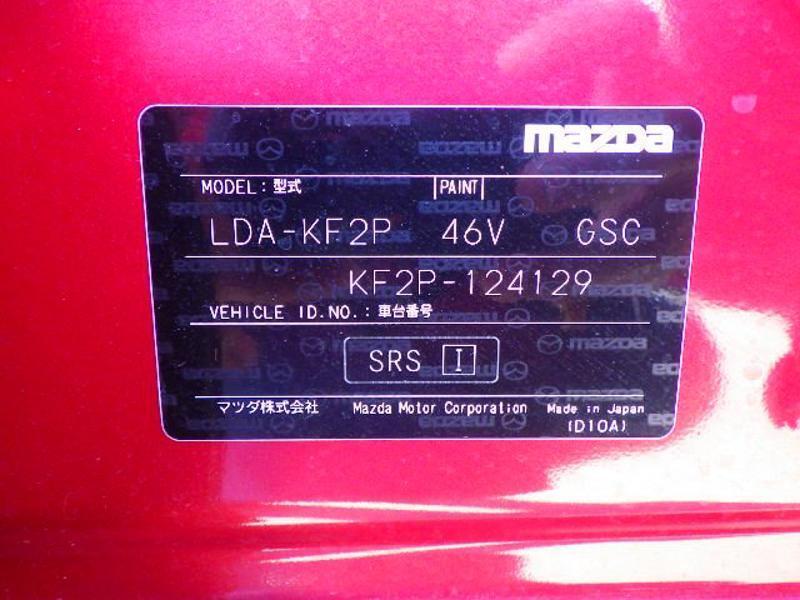 mazda
MODEL: 型式 PAINT
LDA-KF2P 46V GSC
KF2P-124129
VEHICLE ID.NO.: 車台番号
SRS I
マツダ株式会社 Mazda Motor Corporation Made in Japan
(D10A)